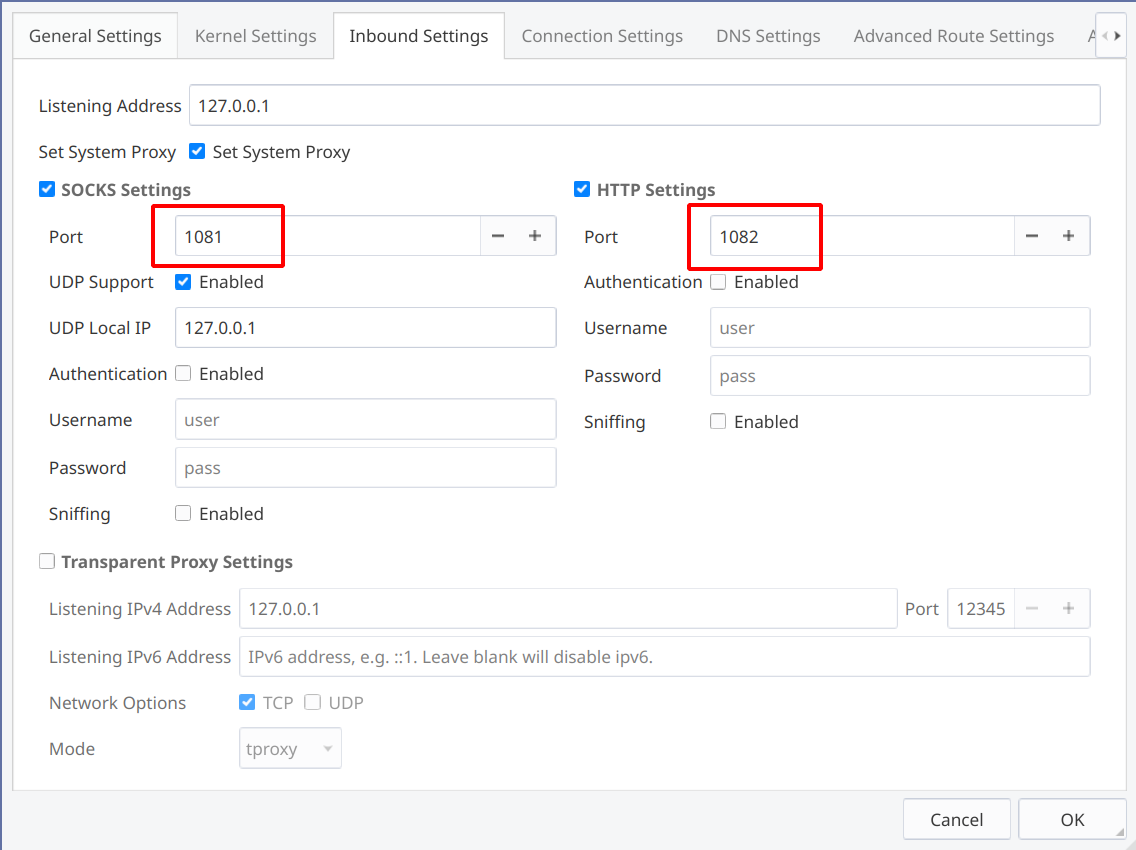 General Settings Kernel Settings Inbound Settings Connection Settings DNS Settings Advanced Route Settings
Listening Address 127.0.0.1
Set System Proxy Set System Proxy
SOCKS Settings
Port 1081
UDP Support Enabled
UDP Local IP 127.0.0.1
Authentication Enabled
Username user
Password pass
Sniffing Enabled
HTTP Settings
Port 1082
Authentication Enabled
Username user
Password pass
Sniffing Enabled
Transparent Proxy Settings
Listening IPv4 Address 127.0.0.1 Port 12345
Listening IPv6 Address IPv6 address, e.g. ::1. Leave blank will disable ipv6.
Network Options TCP UDP
Mode tproxy
Cancel OK